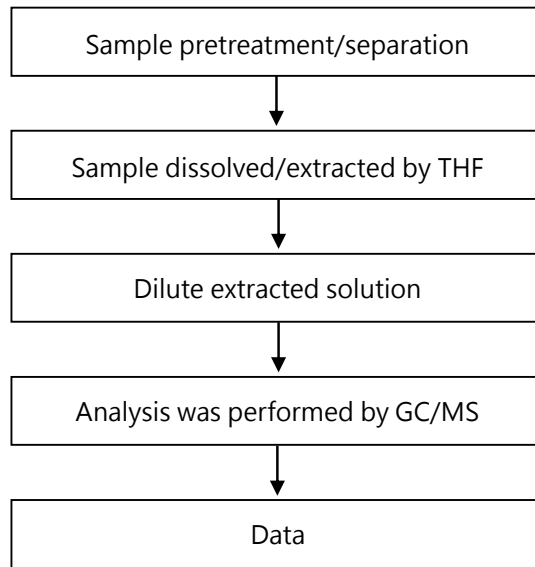 Sample pretreatment/separation
Sample dissolved/extracted by THF
Dilute extracted solution
Analysis was performed by GC/MS
Data